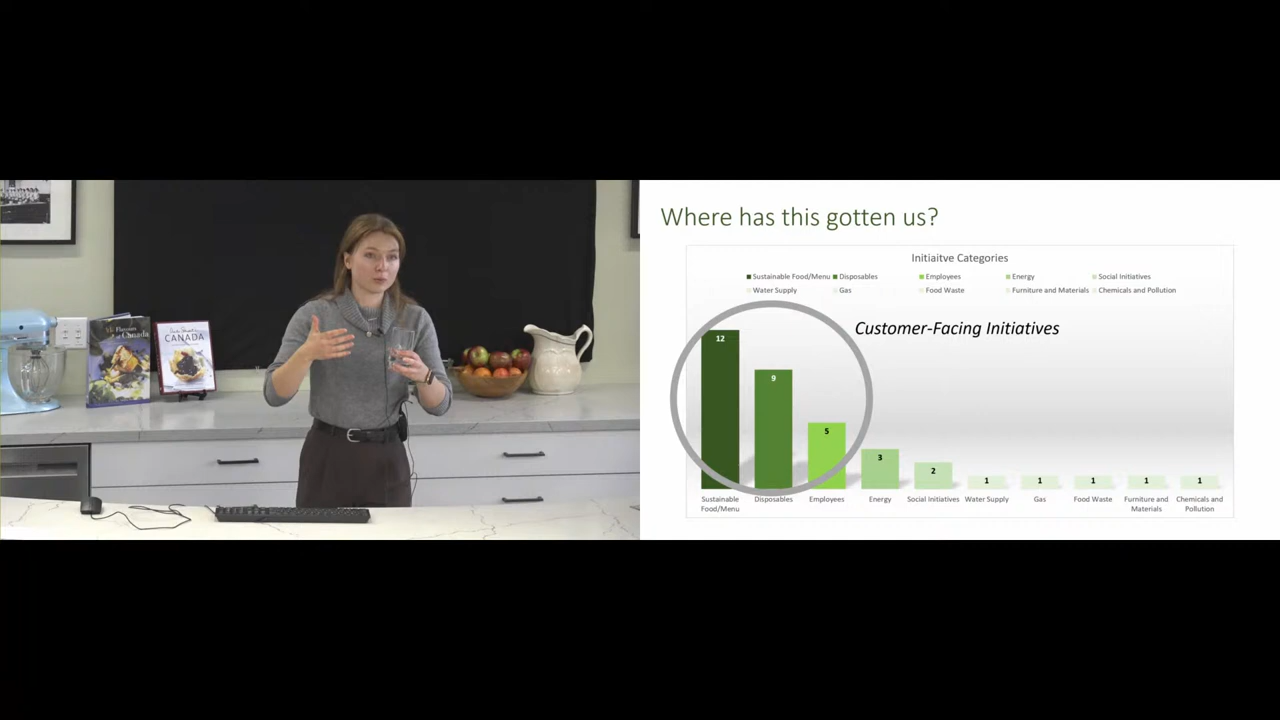 Flavours
of Canada
CANADA
Where has this gotten us?
Initiaitve Categories
Sustainable Food/Menu Disposables Employees Energy Social Initiatives
Water Supply Gas Food Waste Furniture and Materials Chemicals and Pollution
Customer-Facing Initiatives
12
9
5
3
2
1 1 1 1 1
Sustainable Food/Menu Disposables Employees Energy Social Initiatives Water Supply Gas Food Waste Furniture and Materials Chemicals and Pollution